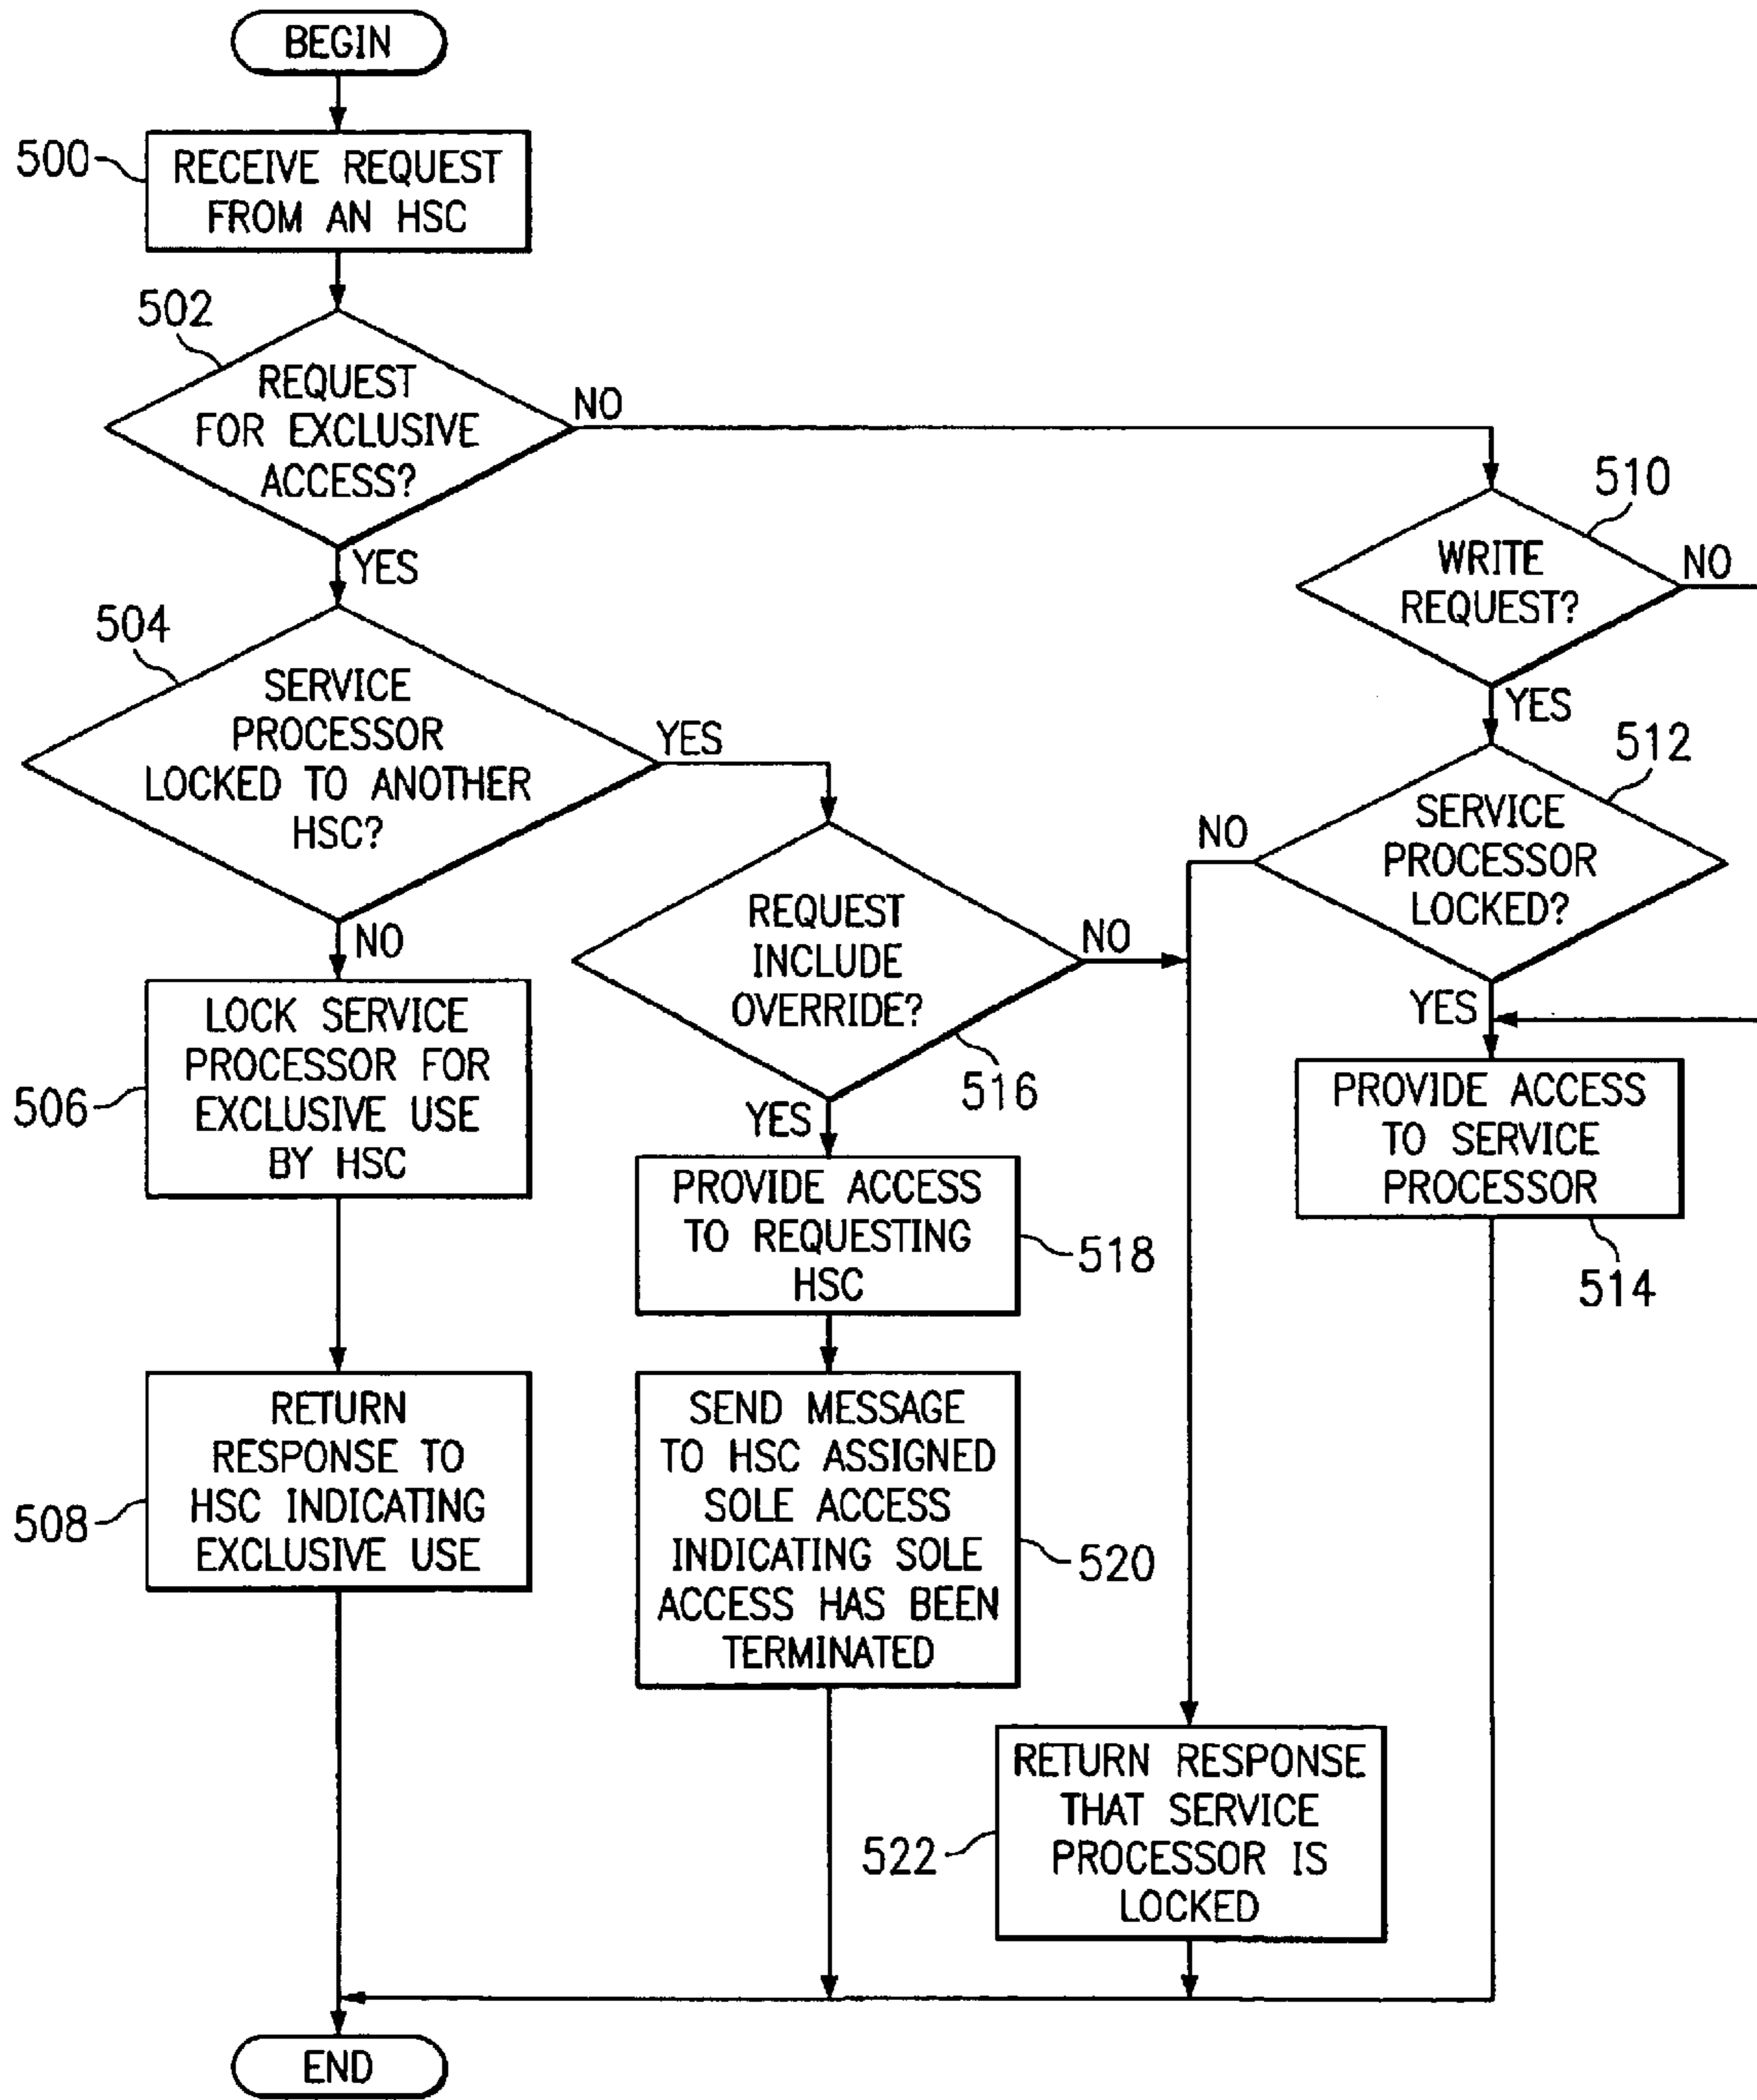 BEGIN
500
RECEIVE REQUEST
FROM AN HSC
502
REQUEST
FOR EXCLUSIVE
ACCESS?
NO
YES
510
WRITE
REQUEST?
NO
YES
504
SERVICE
PROCESSOR
LOCKED TO ANOTHER
HSC?
YES
NO
512
SERVICE
PROCESSOR
LOCKED?
NO
YES
REQUEST
INCLUDE
OVERRIDE?
NO
516
YES
506
LOCK SERVICE
PROCESSOR FOR
EXCLUSIVE USE
BY HSC
PROVIDE ACCESS
TO SERVICE
PROCESSOR
514
PROVIDE ACCESS
TO REQUESTING
HSC
518
508
RETURN
RESPONSE TO
HSC INDICATING
EXCLUSIVE USE
SEND MESSAGE
TO HSC ASSIGNED
SOLE ACCESS
INDICATING SOLE
ACCESS HAS BEEN
TERMINATED
520
522
RETURN RESPONSE
THAT SERVICE
PROCESSOR IS
LOCKED
END